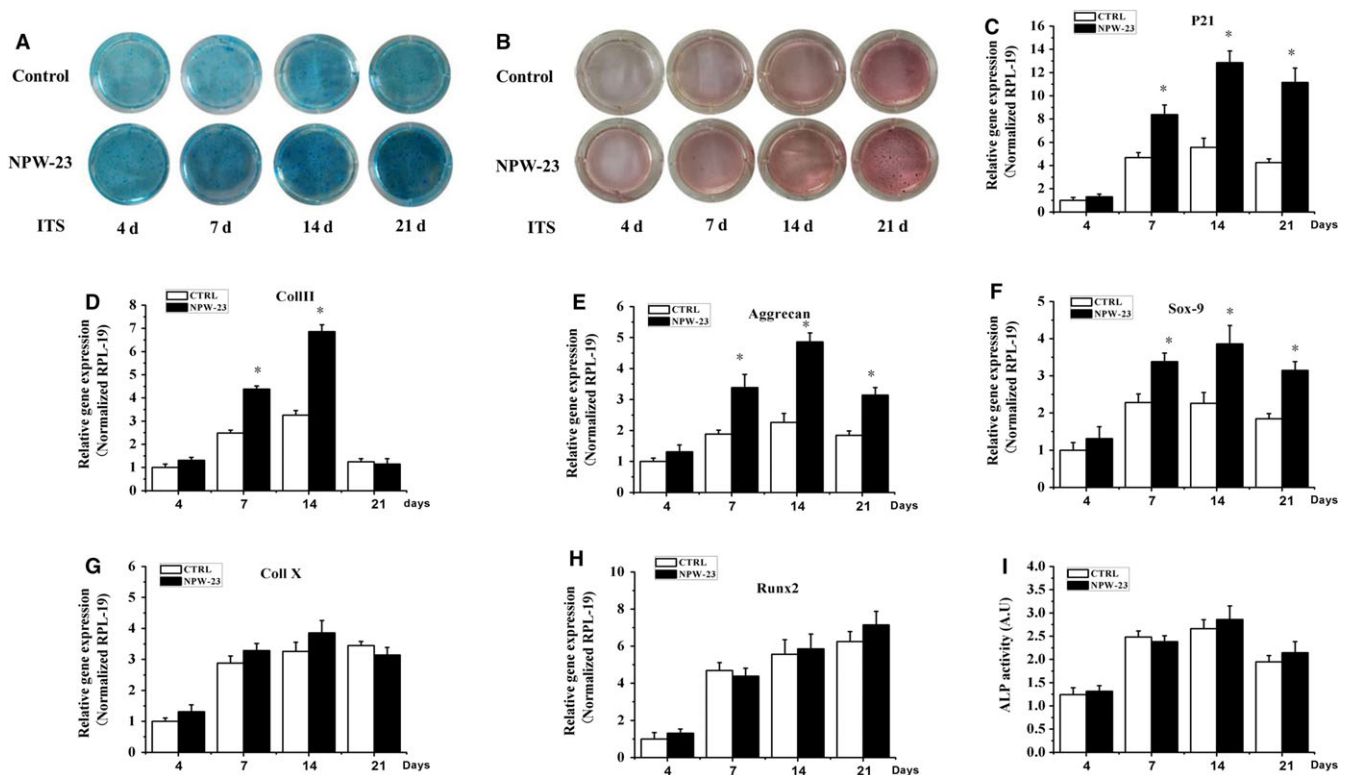 A
Control
NPW-23
ITS 4 d 7 d 14 d 21 d
B
Control
NPW-23
ITS 4 d 7 d 14 d 21 d
C
CTRL
NPW-23
P21
Relative gene expression
(Normalized RPL-19)
16
14
12
10
8
6
4
2
0
* * *
4 7 14 21 Days
D
CTRL
NPW-23
CollII
Relative gene expression
(Normalized RPL-19)
8
7
6
5
4
3
2
1
0
* *
4 7 14 21 days
E
CTRL
NPW-23
Aggrecan
Relative gene expression
(Normalized RPL-19)
6
5
4
3
2
1
0
* * *
4 7 14 21 Days
F
CTRL
NPW-23
Sox-9
Relative gene expression
(Normalized RPL-19)
5
4
3
2
1
0
* * *
4 7 14 21 Days
G
CTRL
NPW-23
Coll X
Relative gene expression
(Normalized RPL-19)
6
5
4
3
2
1
0
4 7 14 21 Days
H
CTRL
NPW-23
Runx2
Relative gene expression
(Normalized RPL-19)
10
8
6
4
2
0
4 7 14 21 Days
I
CTRL
NPW-23
ALP activity (A.U)
4.0
3.5
3.0
2.5
2.0
1.5
1.0
0.5
0.0
4 7 14 21 Days